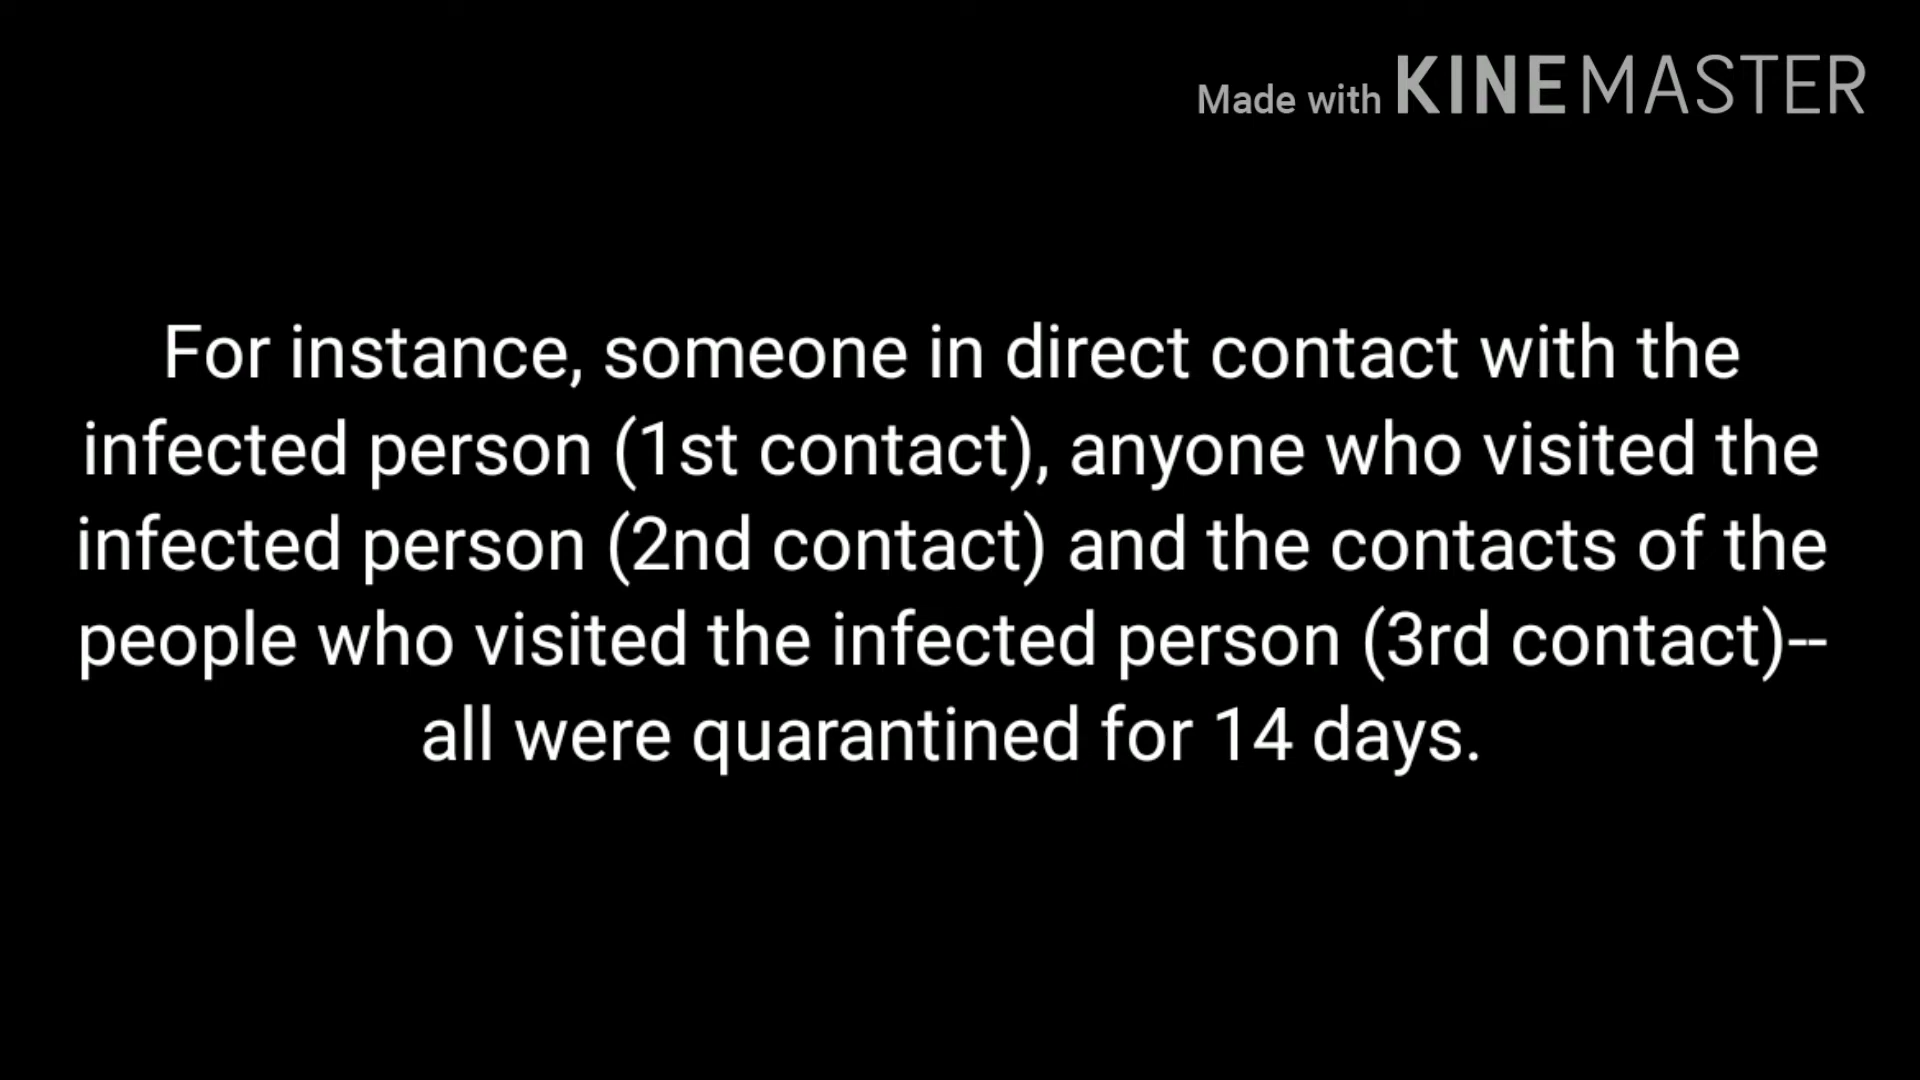 Made with KINEMASTER
For instance, someone in direct contact with the
infected person (1st contact), anyone who visited the
infected person (2nd contact) and the contacts of the
people who visited the infected person (3rd contact)--
all were quarantined for 14 days.